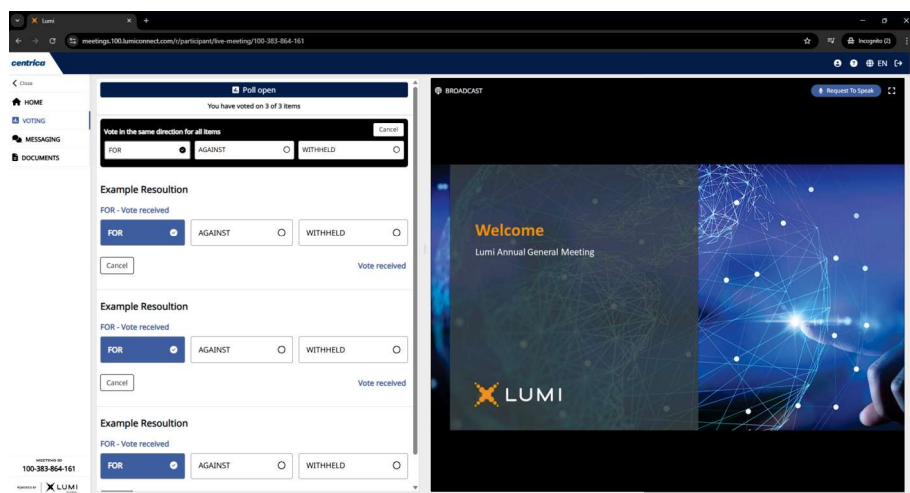 Lumi
meetings.100.lumiconnect.com/r/participant/live-meeting/100-383-864-161
Incognito (2)
centrica
EN
Close
HOME
VOTING
MESSAGING
DOCUMENTS
MEETING ID
100-383-864-161
POWERED BY LUMI
Poll open
You have voted on 3 of 3 items
Vote in the same direction for all items
Cancel
FOR AGAINST WITHHELD
Example Resoultion
FOR - Vote received
FOR AGAINST WITHHELD
Cancel Vote received
Example Resoultion
FOR - Vote received
FOR AGAINST WITHHELD
Cancel Vote received
Example Resoultion
FOR - Vote received
FOR AGAINST WITHHELD
BROADCAST
Request To Speak
Welcome
Lumi Annual General Meeting
LUMI